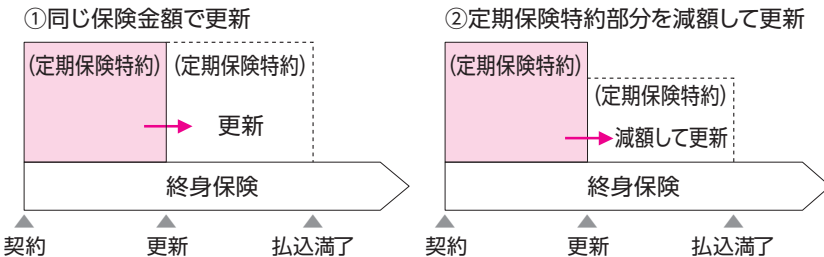 ①同じ保険金額で更新
(定期保険特約)
(定期保険特約)
更新
終身保険
契約
更新
払込満了
②定期保険特約部分を減額して更新
(定期保険特約)
(定期保険特約)
減額して更新
終身保険
契約
更新
払込満了